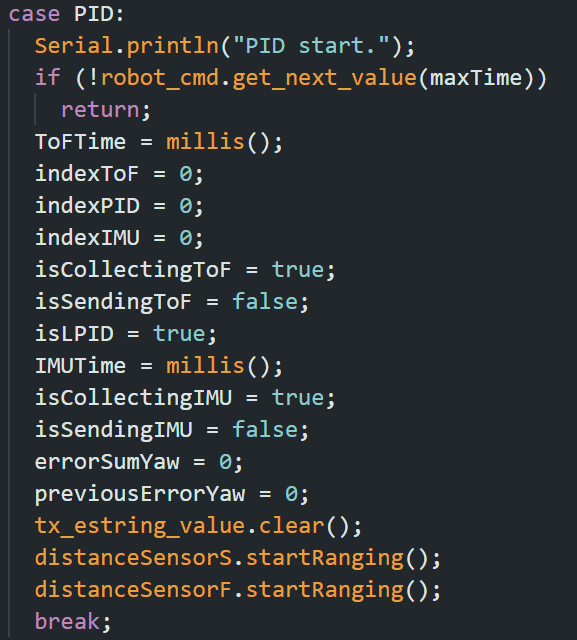 case PID:
  Serial.println("PID start.");
  if (!robot_cmd.get_next_value(maxTime))
    return;
  ToFTime = millis();
  indexToF = 0;
  indexPID = 0;
  indexIMU = 0;
  isCollectingToF = true;
  isSendingToF = false;
  isLPID = true;
  IMUTime = millis();
  isCollectingIMU = true;
  isSendingIMU = false;
  errorSumYaw = 0;
  previousErrorYaw = 0;
  tx_estring_value.clear();
  distanceSensorS.startRanging();
  distanceSensorF.startRanging();
  break;